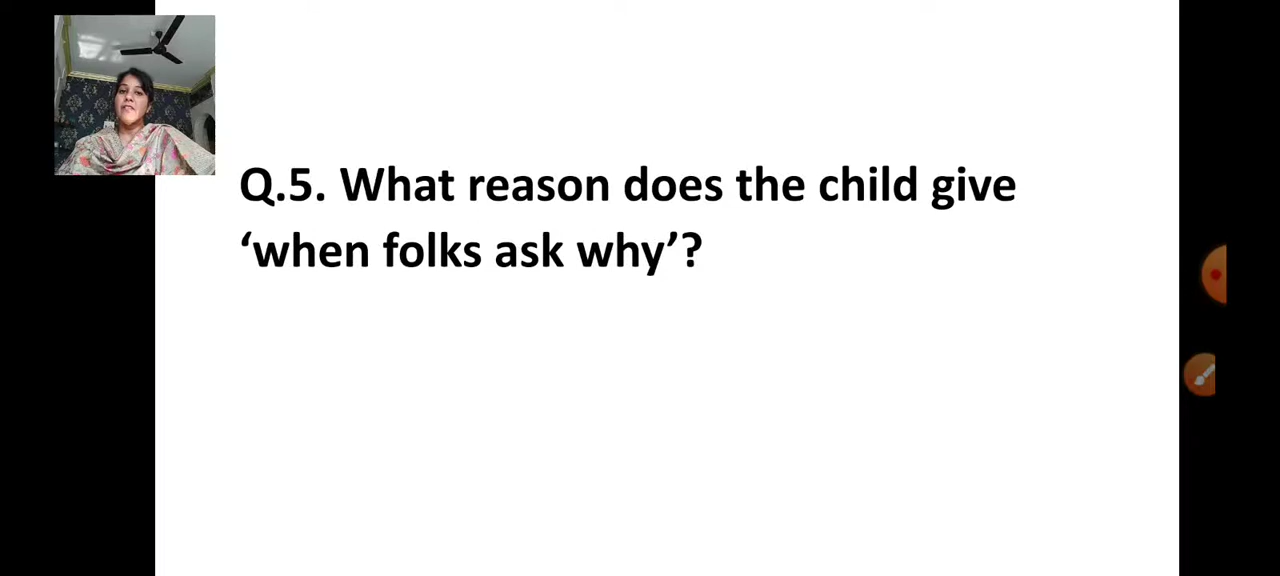 Q.5. What reason does the child give
‘when folks ask why’?